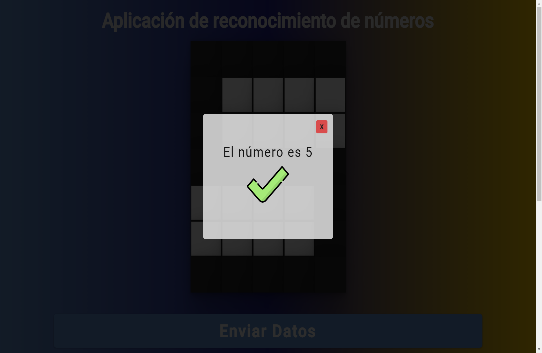 Aplicación de reconocimiento de números
x
El número es 5
Enviar Datos